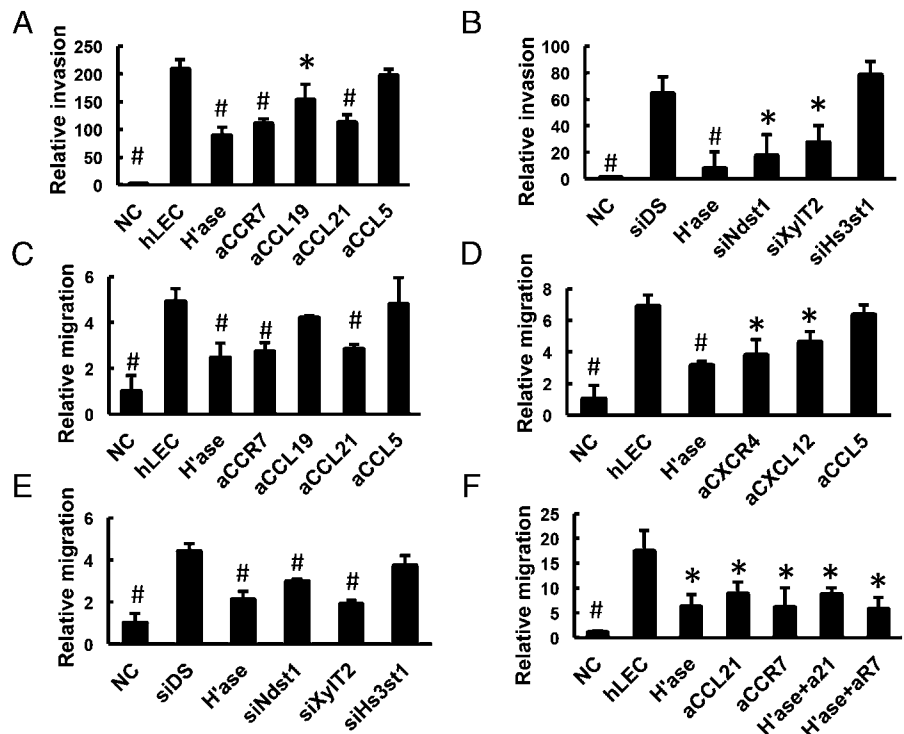 A
Relative invasion
250
200
150
100
50
0
#
#
#
*
#
NC
hLEC
H'ase
aCCR7
aCCL19
aCCL21
aCCL5
B
Relative invasion
100
80
60
40
20
0
#
#
*
*
NC
siDS
H'ase
siNdst1
siXylT2
siHs3st1
C
Relative migration
6
4
2
0
#
#
#
#
NC
hLEC
H'ase
aCCR7
aCCL19
aCCL21
aCCL5
D
Relative migration
8
6
4
2
0
#
#
*
*
NC
hLEC
H'ase
aCXCR4
aCXCL12
aCCL5
E
Relative migration
6
4
2
0
#
#
#
#
NC
siDS
H'ase
siNdst1
siXylT2
siHs3st1
F
Relative migration
25
20
15
10
5
0
#
*
*
*
*
*
NC
hLEC
H'ase
aCCL21
aCCR7
H'ase+a21
H'ase+aR7